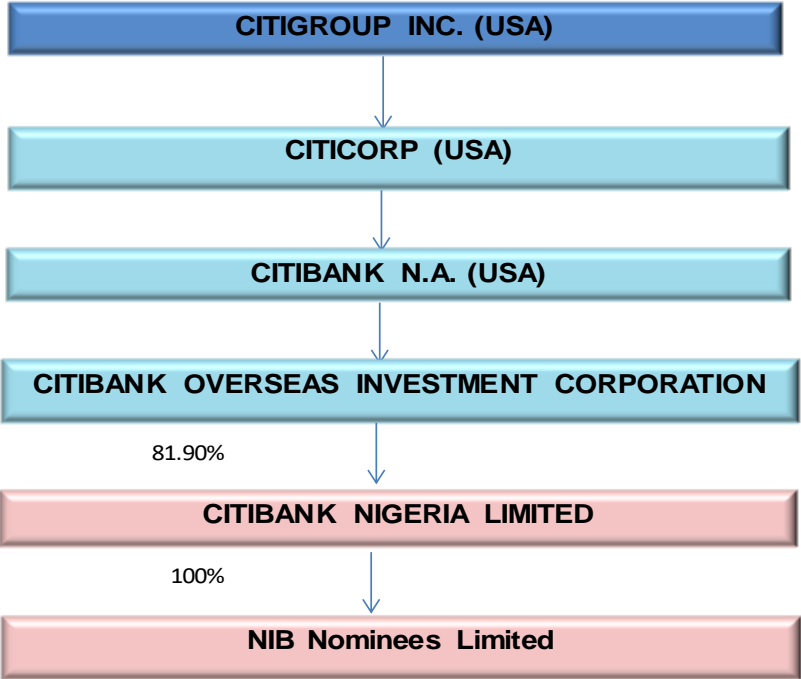 CITIGROUP INC. (USA)
CITICORP (USA)
CITIBANK N.A. (USA)
CITIBANK OVERSEAS INVESTMENT CORPORATION
81.90%
CITIBANK NIGERIA LIMITED
100%
NIB Nominees Limited